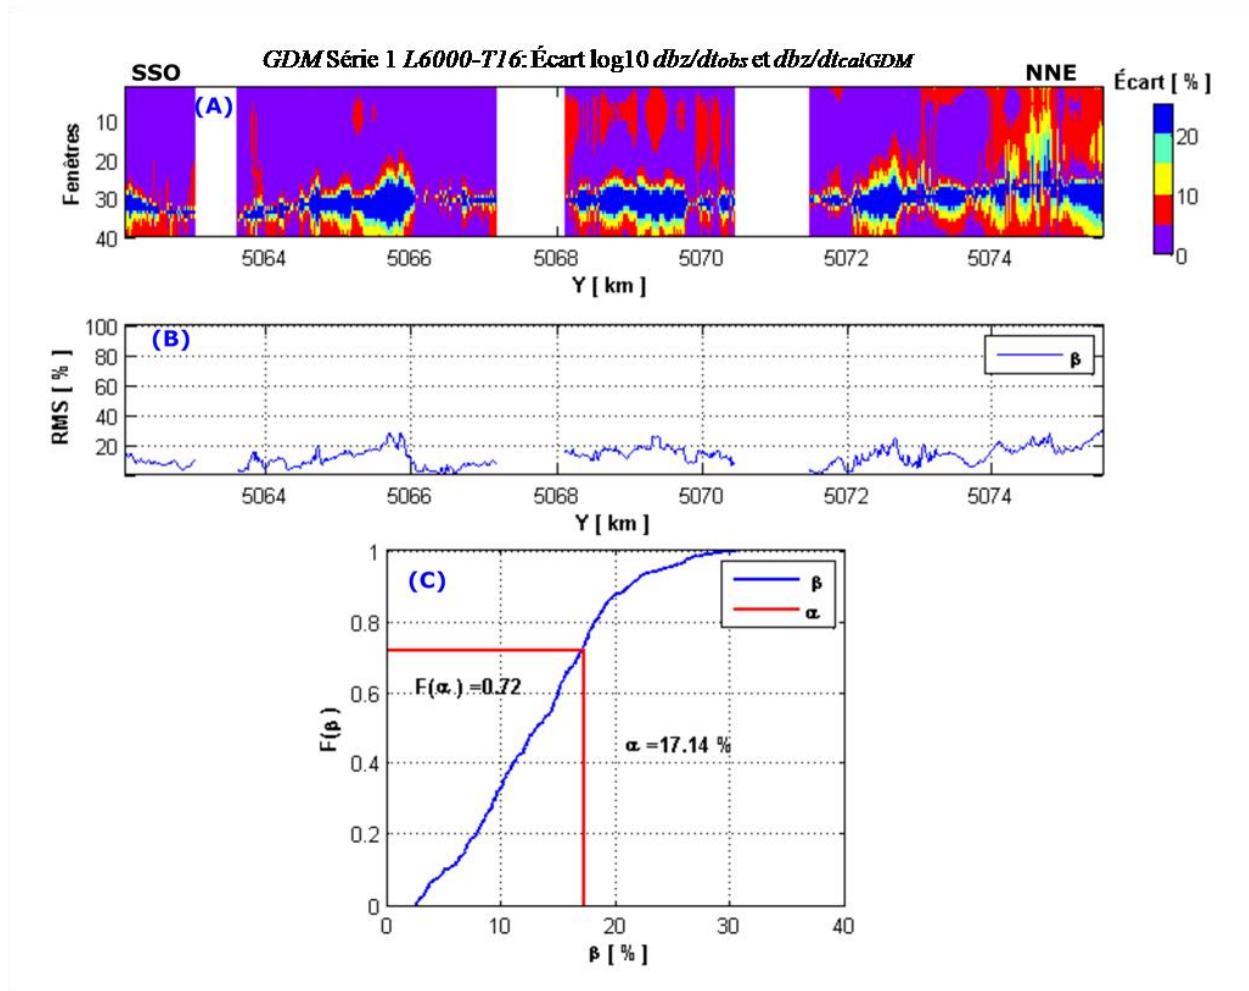 GDM Série 1 L6000-T16: Écart log10 dbz/dtobs et dbz/dtcalGDM
SSO
NNE
Écart [ % ]
(A)
Fenêtres
10
20
30
40
20
10
0
5064 5066 5068 5070 5072 5074
Y [ km ]
(B)
RMS [ % ]
100
80
60
40
20
β
5064 5066 5068 5070 5072 5074
Y [ km ]
(C)
F(β)
1
0.8
0.6
0.4
0.2
0
β
α
F(α) =0.72
α =17.14 %
0 10 20 30 40
β [ % ]